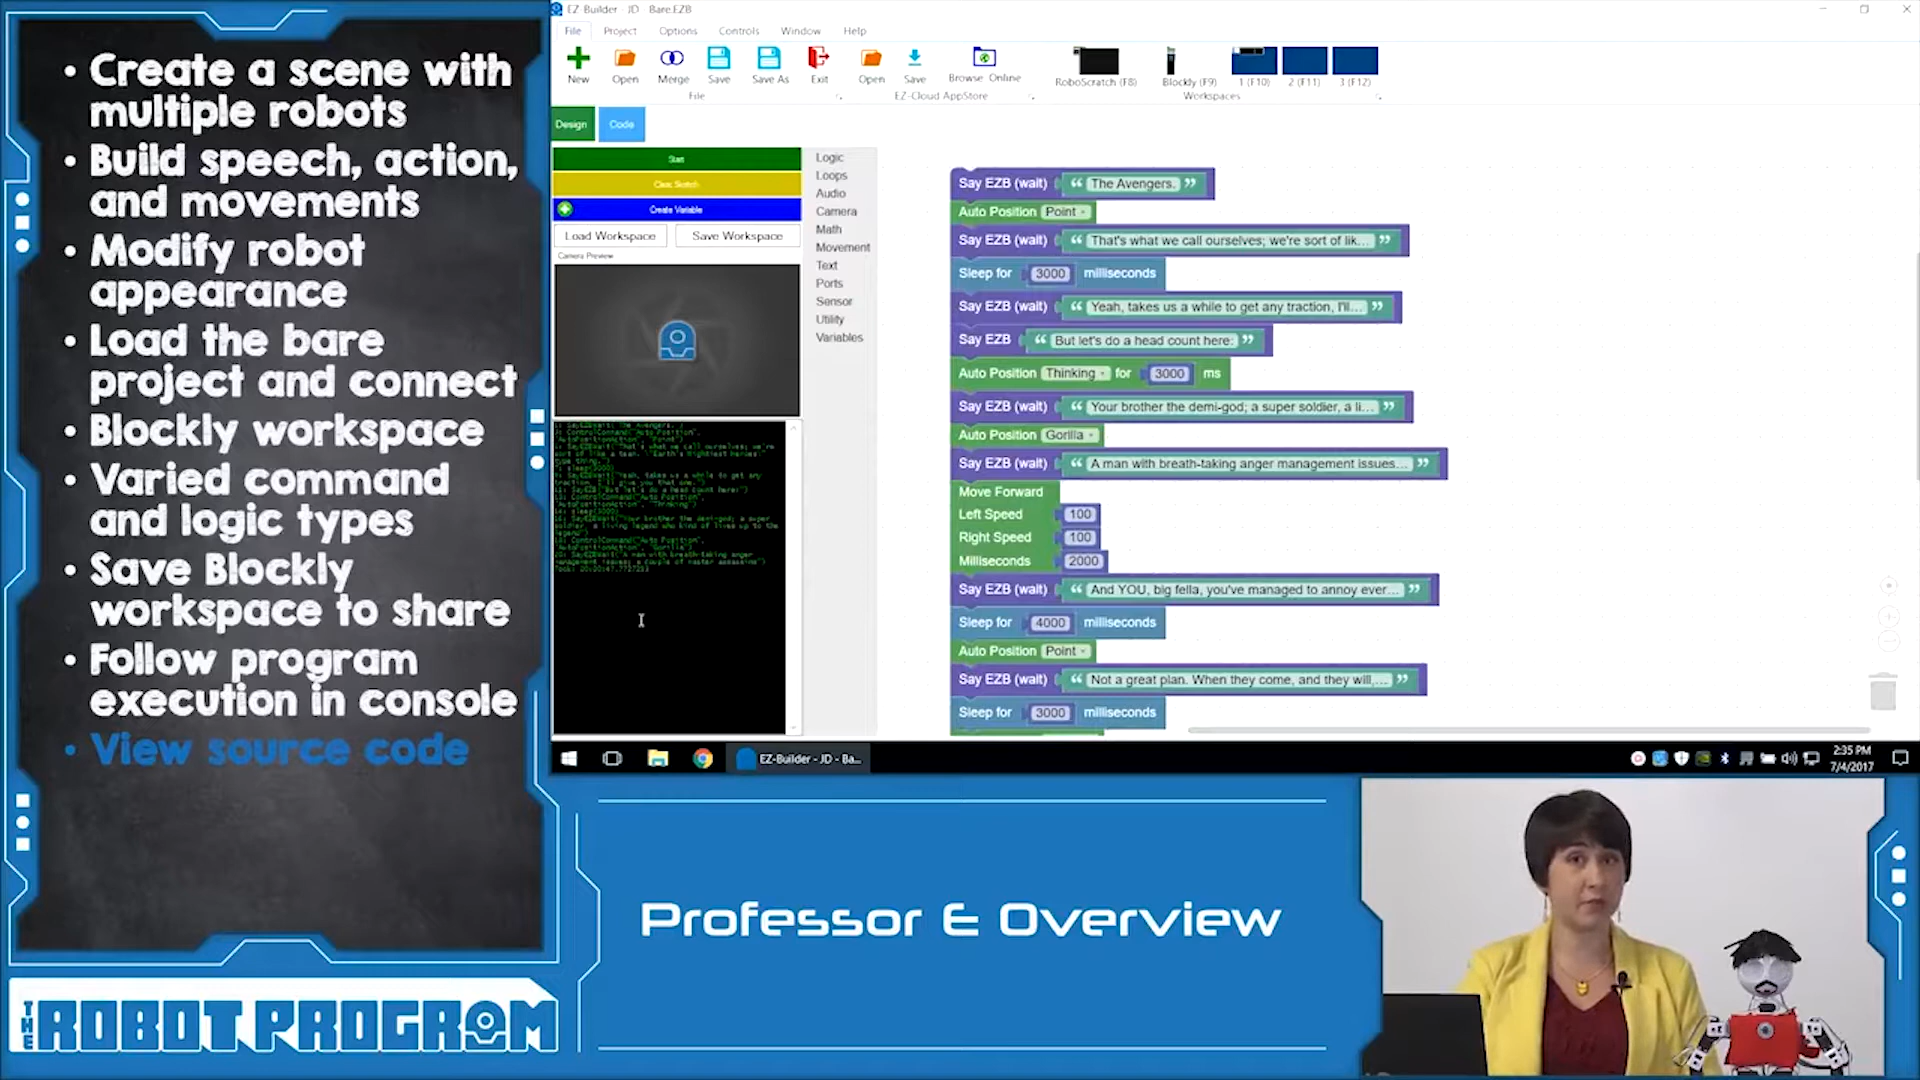 • Create a scene with
multiple robots
• Build speech, action,
and movements
• Modify robot
appearance
• Load the bare
project and connect
• Blockly workspace
• Varied command
and logic types
• Save Blockly
workspace to share
• Follow program
execution in console
• View source code
THE ROBOT PROGRAM
EZ-Builder - JD - Bare.EZB
File Project Options Controls Window Help
New Open Merge Save Save As Exit Open Save Browse Online RoboScratch (F8) Blockly (F9) 1 (F10) 2 (F11) 3 (F12)
File EZ-Cloud AppStore Workspaces
Design Code
Start
Clear Sketch
Create Variable
Load Workspace Save Workspace
Camera Preview
Logic
Loops
Audio
Camera
Math
Movement
Text
Ports
Sensor
Utility
Variables
Say EZB (wait) “ The Avengers. ”
Auto Position Point
Say EZB (wait) “ That's what we call ourselves; we're sort of lik... ”
Sleep for 3000 milliseconds
Say EZB (wait) “ Yeah, takes us a while to get any traction, I'll... ”
Say EZB “ But let's do a head count here: ”
Auto Position Thinking for 3000 ms
Say EZB (wait) “ Your brother the demi-god; a super soldier, a li... ”
Auto Position Gorilla
Say EZB (wait) “ A man with breath-taking anger management issues... ”
Move Forward
Left Speed 100
Right Speed 100
Milliseconds 2000
Say EZB (wait) “ And YOU, big fella, you've managed to annoy ever... ”
Sleep for 4000 milliseconds
Auto Position Point
Say EZB (wait) “ Not a great plan. When they come, and they will,... ”
Sleep for 3000 milliseconds
EZ-Builder - JD - Ba...
2:35 PM
7/4/2017
Professor E Overview